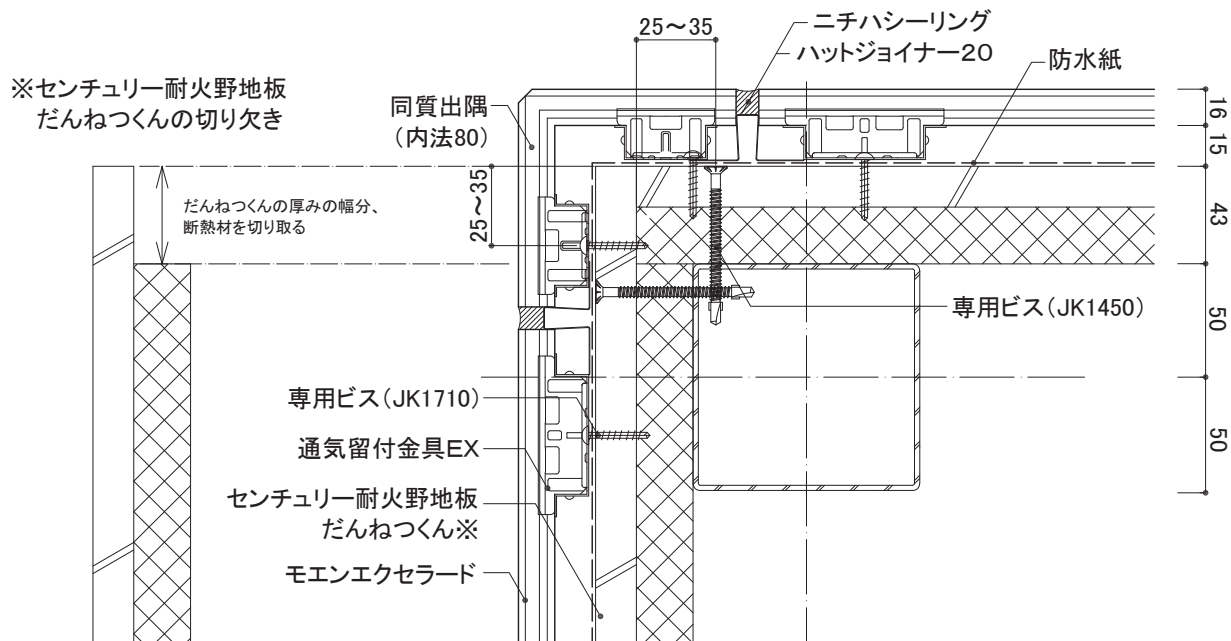 ※センチュリー耐火野地板
だんねつくんの切り欠き
25～35
ニチハシーリング
ハットジョイナー20
防水紙
同質出隅
（内法80）
16
15
43
50
50
25～35
だんねつくんの厚みの幅分、
断熱材を切り取る
専用ビス（JK1450）
専用ビス（JK1710）
通気留付金具EX
センチュリー耐火野地板
だんねつくん※
モエンエクセラード